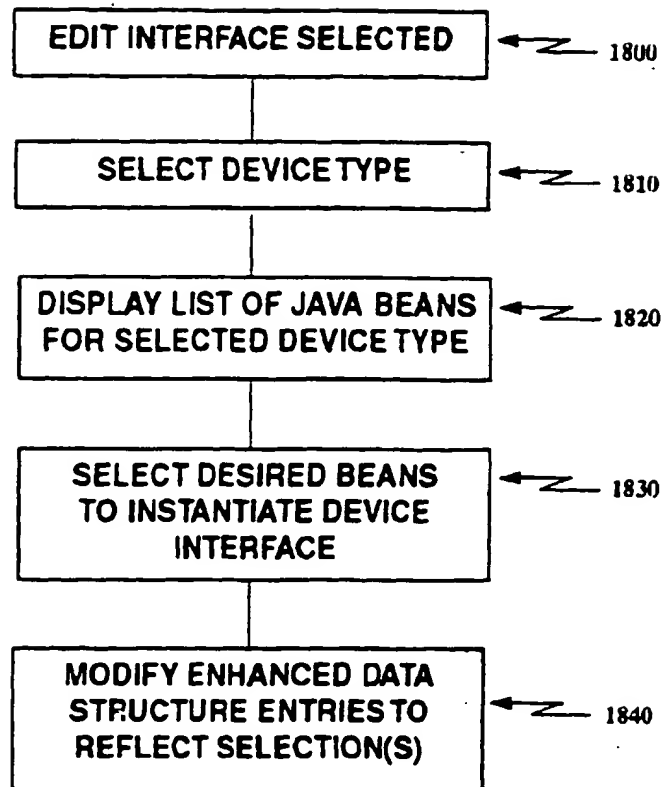 EDIT INTERFACE SELECTED
1800
SELECT DEVICE TYPE
1810
DISPLAY LIST OF JAVA BEANS
FOR SELECTED DEVICE TYPE
1820
SELECT DESIRED BEANS
TO INSTANTIATE DEVICE
INTERFACE
1830
MODIFY ENHANCED DATA
STRUCTURE ENTRIES TO
REFLECT SELECTION(S)
1840